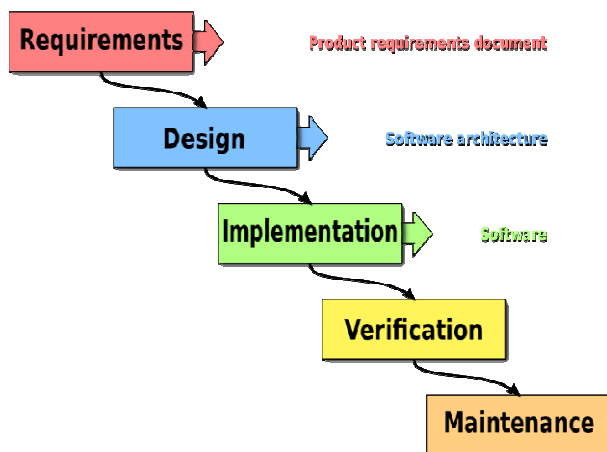 Requirements
Product requirements document
Design
Software architecture
Implementation
Software
Verification
Maintenance